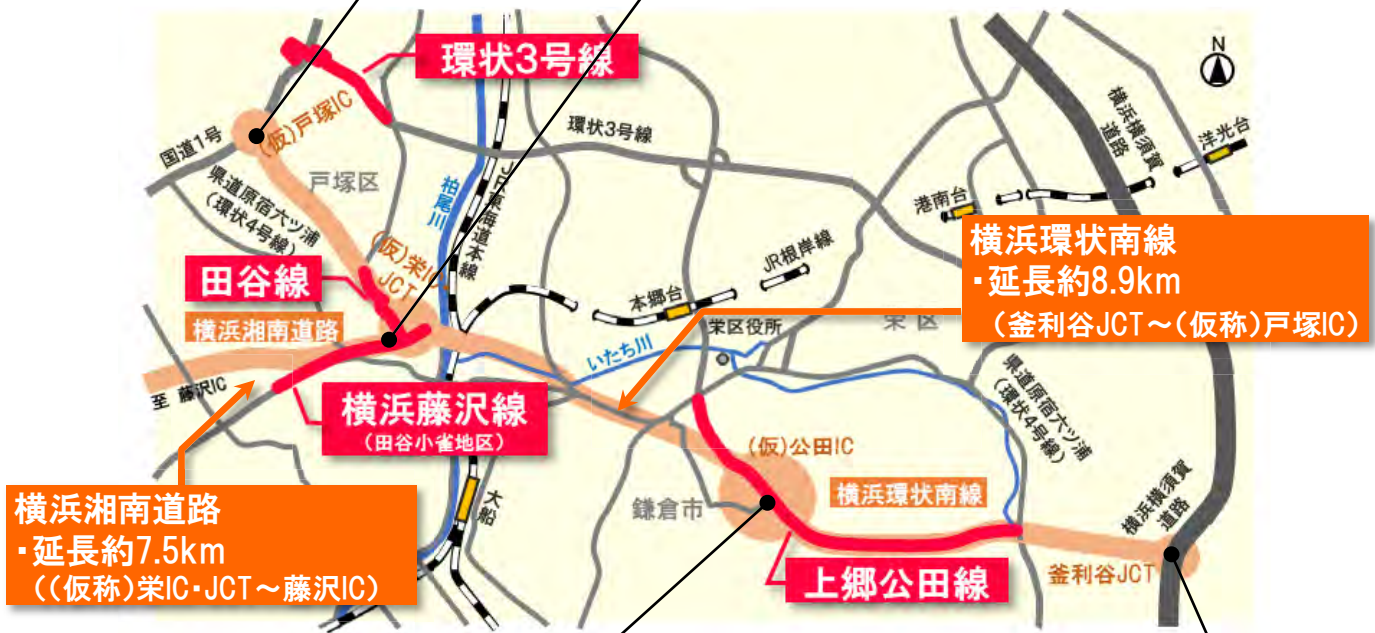 環状3号線
N
国道1号
(仮)戸塚IC
環状3号線
横浜横須賀
道路
洋光台
戸塚区
県道原宿六ツ浦
(環状4号線)
柏尾川
JR東海道本線
港南台
(仮)栄IC
JCT
田谷線
横浜湘南道路
本郷台
JR根岸線
横浜環状南線
・延長約8.9km
(釜利谷JCT～(仮称)戸塚IC)
栄区役所
栄区
いたち川
至 藤沢IC
横浜藤沢線
(田谷小雀地区)
県道原宿六ツ浦
(環状4号線)
(仮)公田IC
横浜環状南線
大船
鎌倉市
横浜横須賀
道路
横浜湘南道路
・延長約7.5km
((仮称)栄IC・JCT～藤沢IC)
上郷公田線
釜利谷JCT